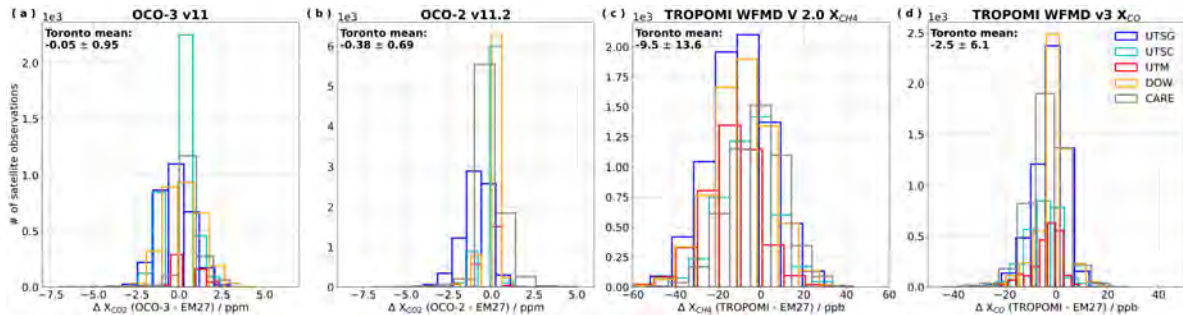 ( a )
1e3
OCO-3 v11
Toronto mean:
-0.05 ± 0.95
# of satellite observations
2.0
1.5
1.0
0.5
0.0
-7.5 -5.0 -2.5 0.0 2.5 5.0
Δ X_CO2 (OCO-3 - EM27) / ppm
( b )
1e3
OCO-2 v11.2
Toronto mean:
-0.38 ± 0.69
6
5
4
3
2
1
0
-7.5 -5.0 -2.5 0.0 2.5 5.0
Δ X_CO2 (OCO-2 - EM27) / ppm
( c )
1e3
TROPOMI WFMD V 2.0 X_CH4
Toronto mean:
-9.5 ± 13.6
2.00
1.75
1.50
1.25
1.00
0.75
0.50
0.25
0.00
-60 -40 -20 0 20 40 60
Δ X_CH4 (TROPOMI - EM27) / ppb
( d )
1e3
TROPOMI WFMD v3 X_CO
Toronto mean:
-2.5 ± 6.1
2.5
2.0
1.5
1.0
0.5
0.0
-40 -20 0 20 40
Δ X_CO (TROPOMI - EM27) / ppb
UTSG
UTSC
UTM
DOW
CARE